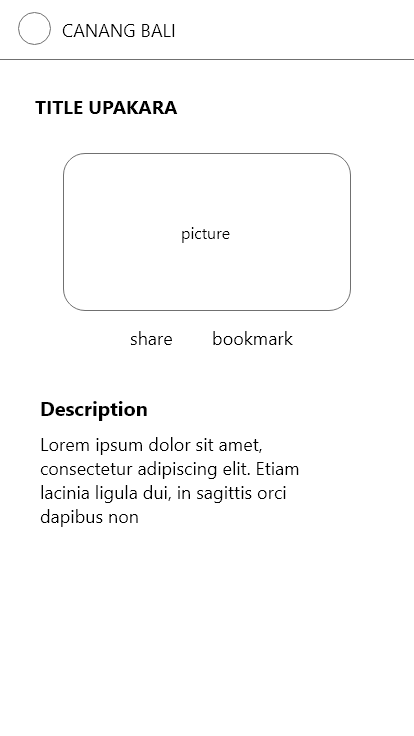 CANANG BALI
TITLE UPAKARA
picture
share bookmark
Description
Lorem ipsum dolor sit amet,
consectetur adipiscing elit. Etiam
lacinia ligula dui, in sagittis orci
dapibus non